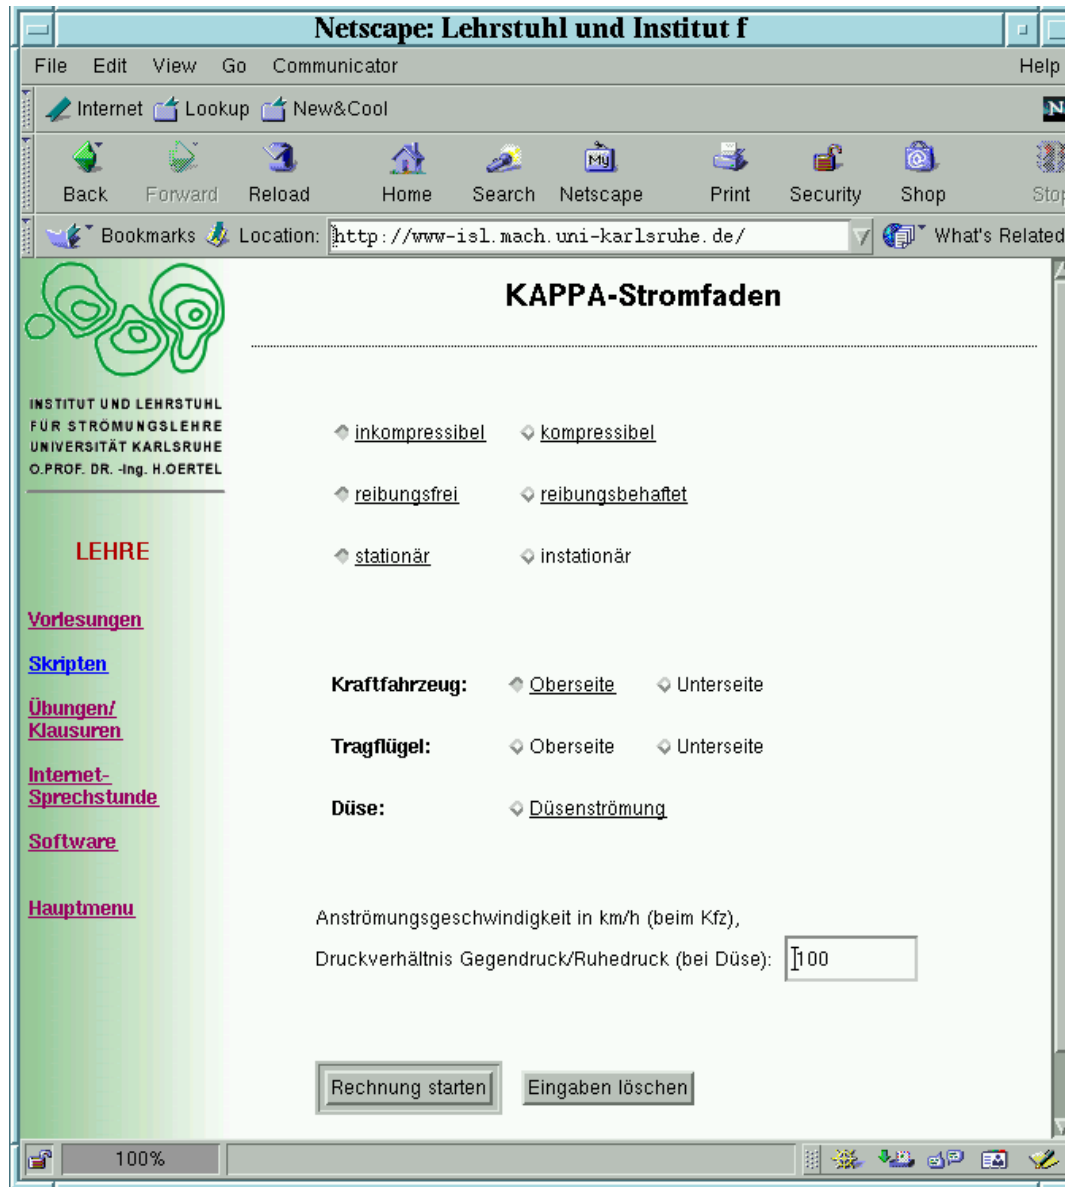 Netscape: Lehrstuhl und Institut f
File Edit View Go Communicator Help
Internet Lookup New&Cool N
Back Forward Reload Home Search Netscape Print Security Shop Stop
My
Bookmarks Location: http://www-isl.mach.uni-karlsruhe.de/ What's Related
KAPPA-Stromfaden
INSTITUT UND LEHRSTUHL
FÜR STRÖMUNGSLEHRE
UNIVERSITÄT KARLSRUHE
O.PROF. DR. -Ing. H.OERTEL
inkompressibel kompressibel
reibungsfrei reibungsbehaftet
LEHRE
stationär instationär
Vorlesungen
Skripten
Übungen/
Klausuren
Internet-
Sprechstunde
Software
Hauptmenu
Kraftfahrzeug: Oberseite Unterseite
Tragflügel: Oberseite Unterseite
Düse: Düsenströmung
Anströmungsgeschwindigkeit in km/h (beim Kfz),
Druckverhältnis Gegendruck/Ruhedruck (bei Düse): 100
Rechnung starten Eingaben löschen
100%